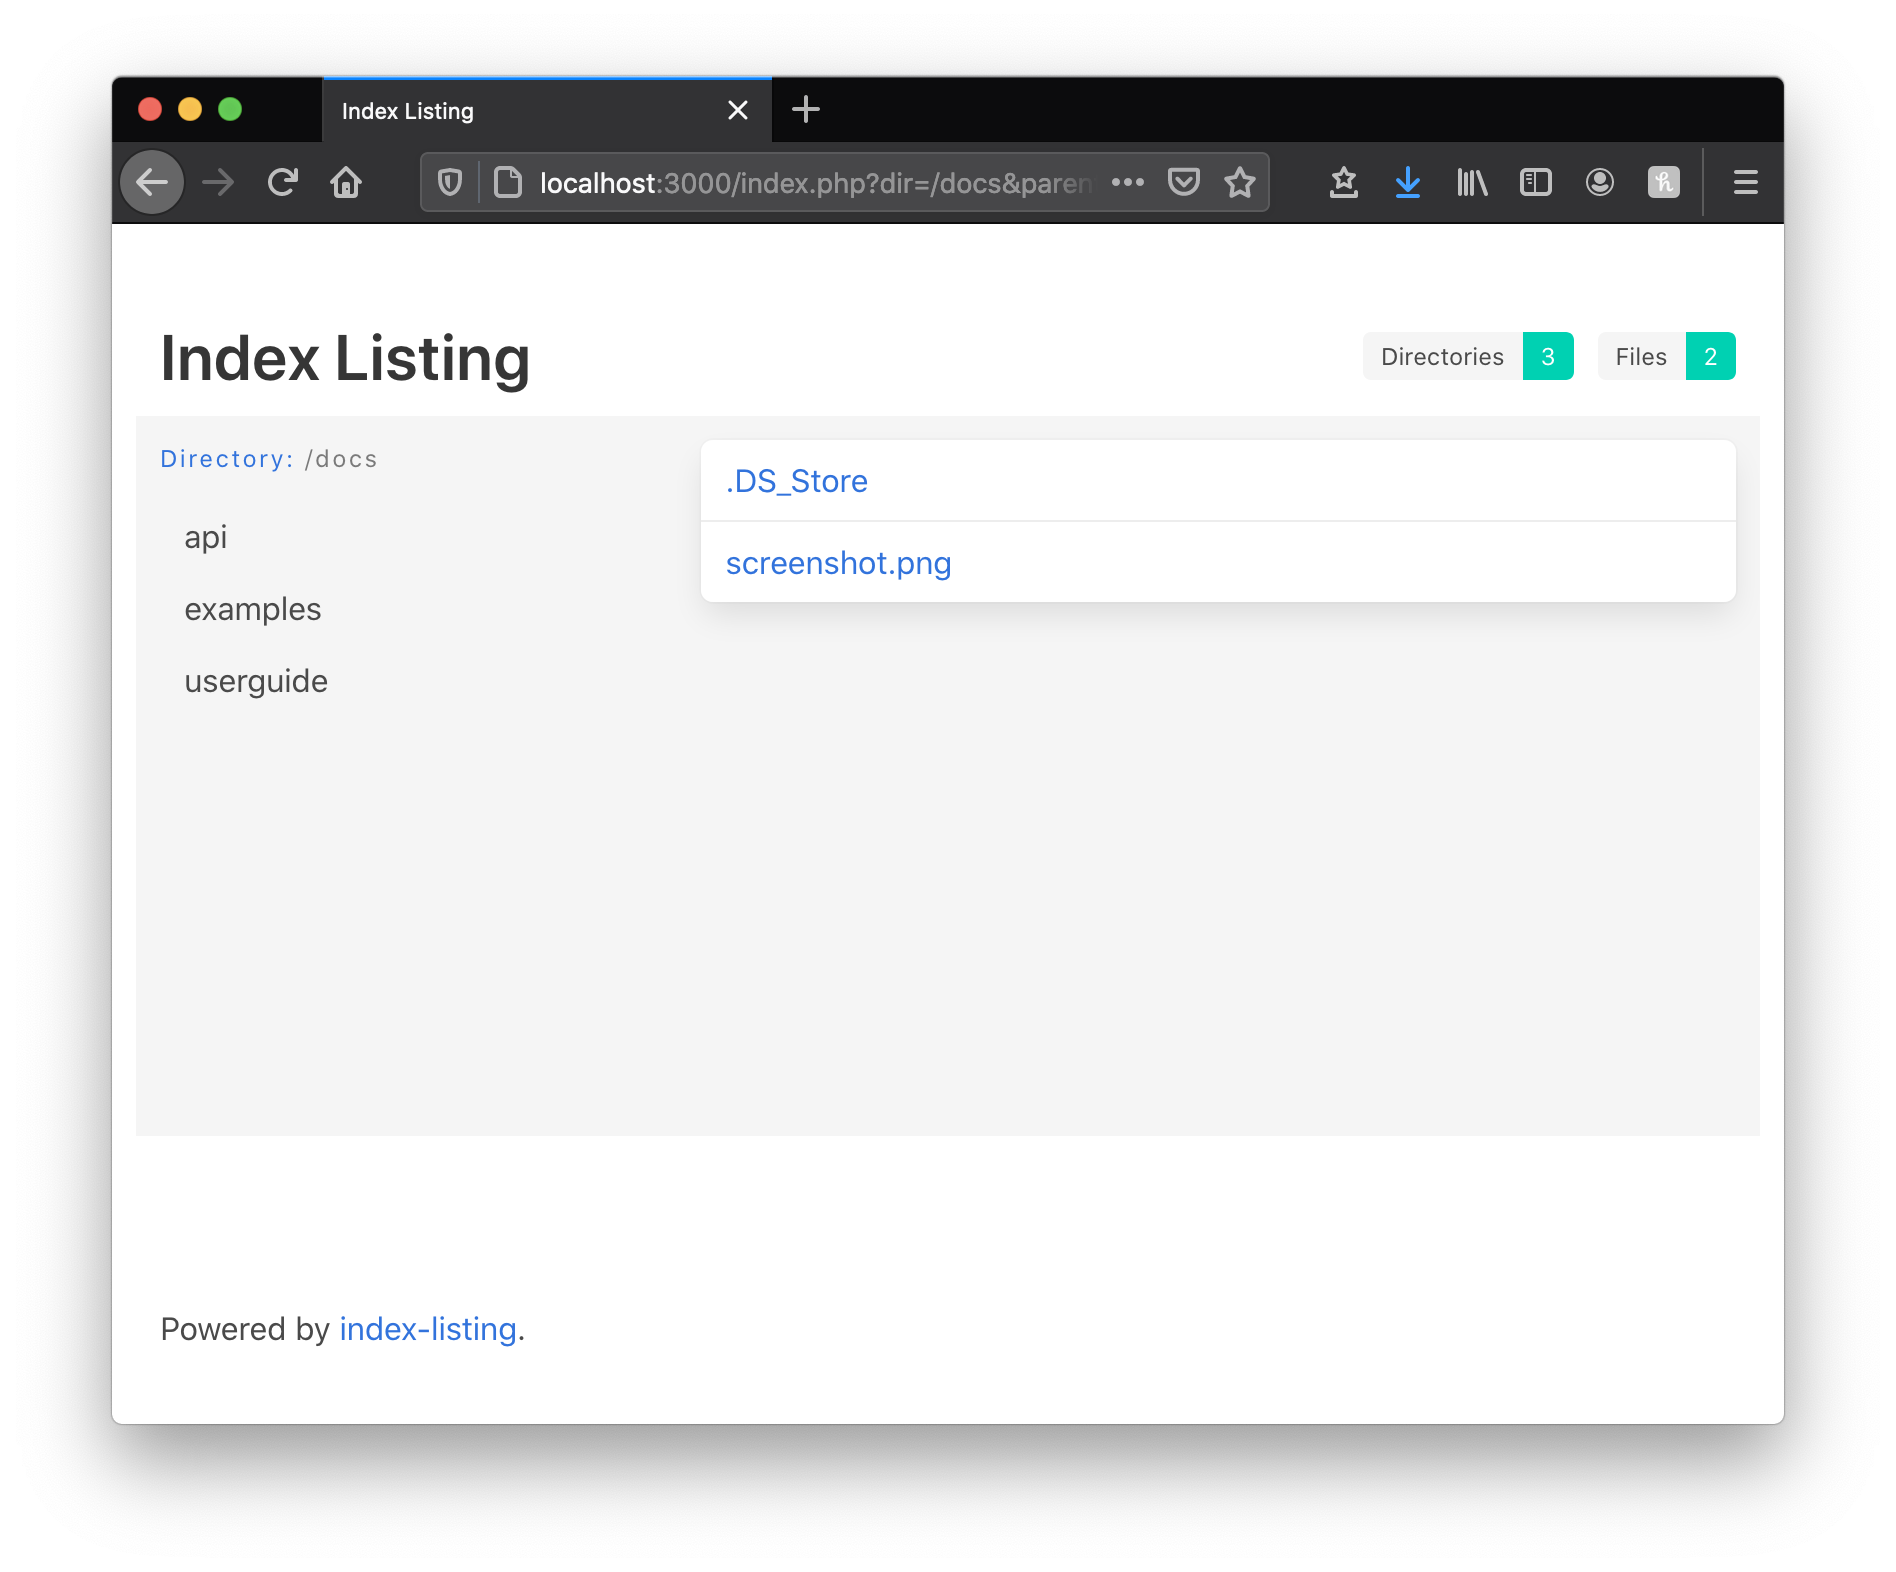 Index Listing
localhost:3000/index.php?dir=/docs&paren
Index Listing
Directories 3 Files 2
Directory: /docs
api
examples
userguide
.DS_Store
screenshot.png
Powered by index-listing.